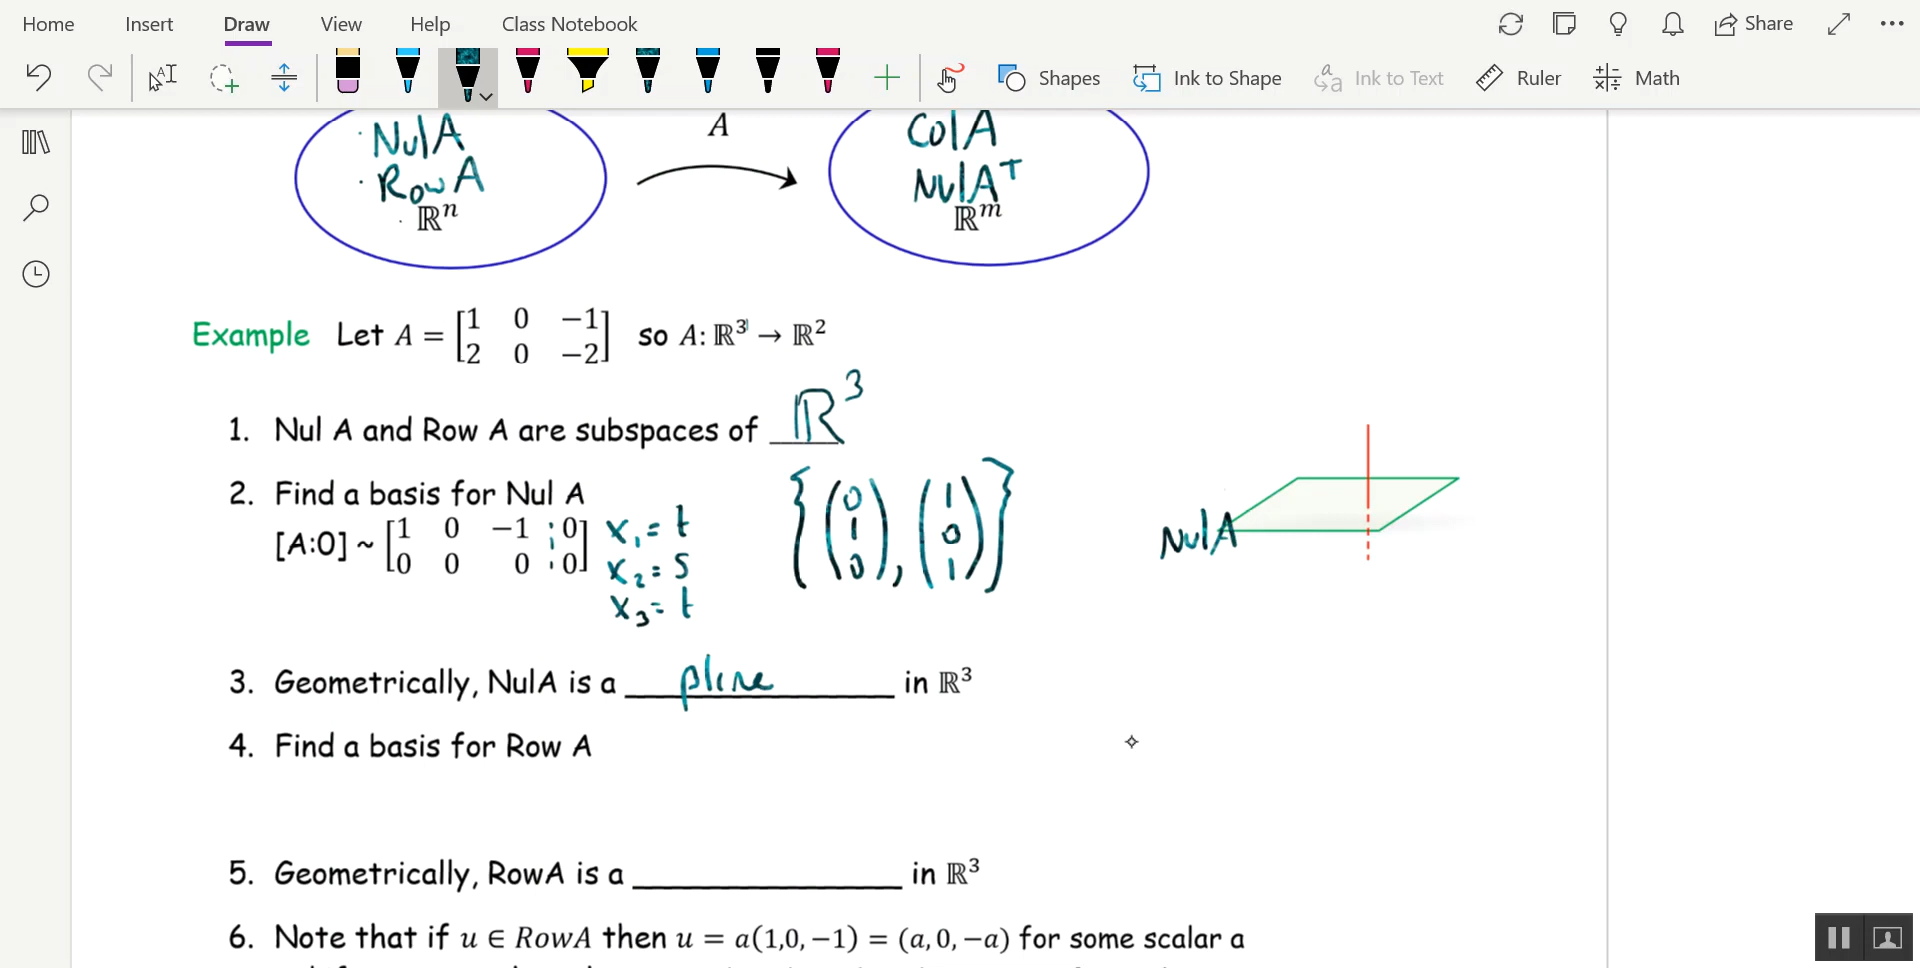 Home Insert Draw View Help Class Notebook Share
Shapes Ink to Shape Ink to Text Ruler Math
NulA
RowA
ℝⁿ
A
ColA
NulAᵀ
ℝᵐ
Example Let A = [1 0 −1
2 0 −2] so A: ℝ³ → ℝ²
1. Nul A and Row A are subspaces of ℝ³
2. Find a basis for Nul A
[A:0] ~ [1 0 −1 ⋮ 0
0 0 0 ⋮ 0]
x₁ = t
x₂ = s
x₃ = t
{(0
1
0), (1
0
1)}
NulA
3. Geometrically, NulA is a plane in ℝ³
4. Find a basis for Row A
5. Geometrically, RowA is a ____________ in ℝ³
6. Note that if u ∈ RowA then u = a(1,0,−1) = (a, 0, −a) for some scalar a